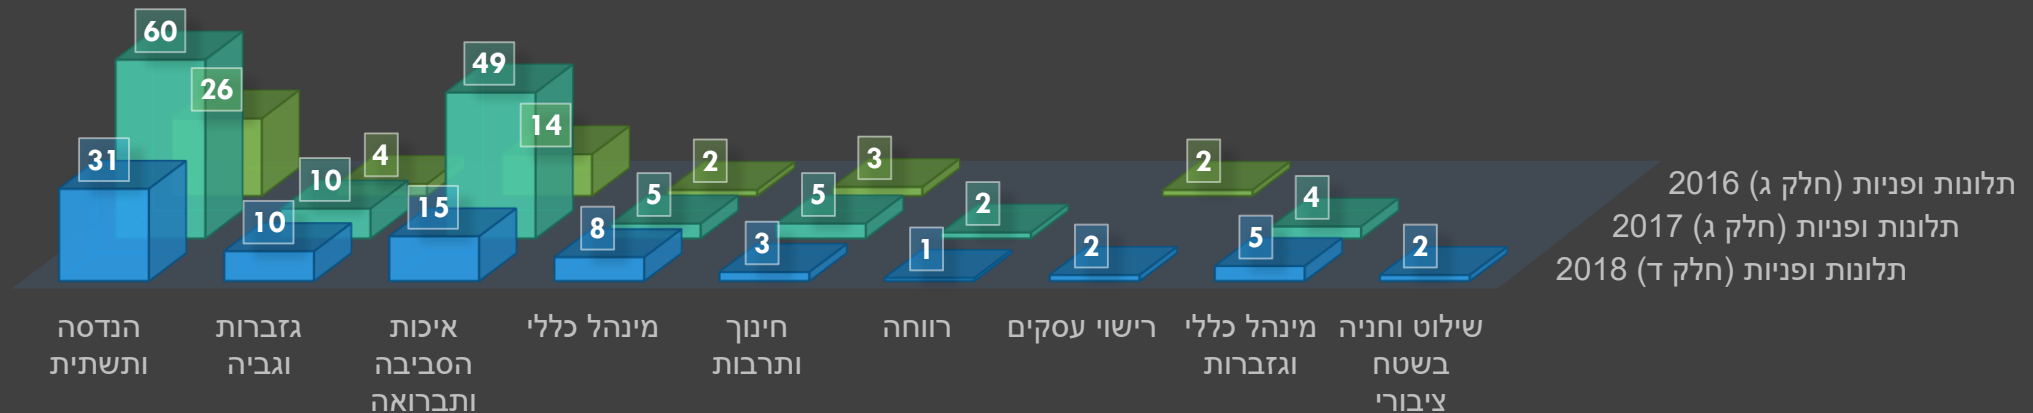 60
49
26
14
31
4
2
3
2
10
5
5
2
4
10
15
8
3
1
2
5
2
תלונות ופניות (חלק ג) 2016
תלונות ופניות (חלק ג) 2017
תלונות ופניות (חלק ד) 2018
הנדסה
ותשתית
גזברות
וגביה
איכות
הסביבה
ותברואה
מינהל כללי
חינוך
ותרבות
רווחה
רישוי עסקים
מינהל כללי
וגזברות
שילוט וחניה
בשטח
ציבורי